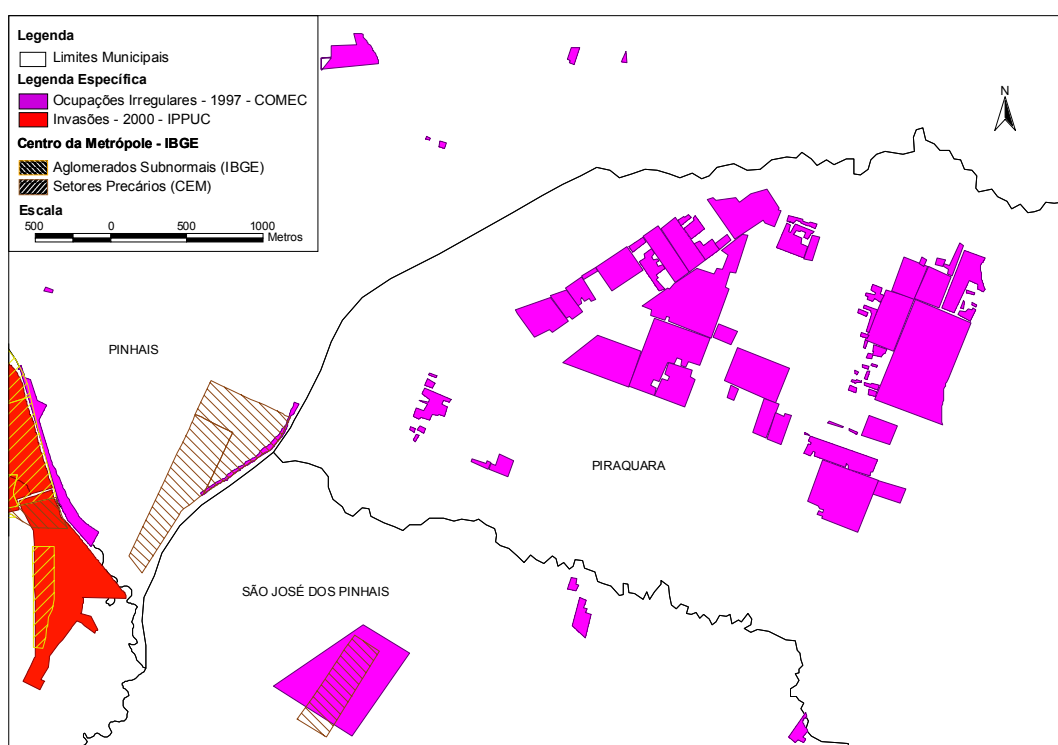 Legenda
Limites Municipais
Legenda Específica
Ocupações Irregulares - 1997 - COMEC
Invasões - 2000 - IPPUC
Centro da Metrópole - IBGE
Aglomerados Subnormais (IBGE)
Setores Precários (CEM)
Escala
500 0 500 1000
Metros
N
PINHAIS
PIRAQUARA
SÃO JOSÉ DOS PINHAIS